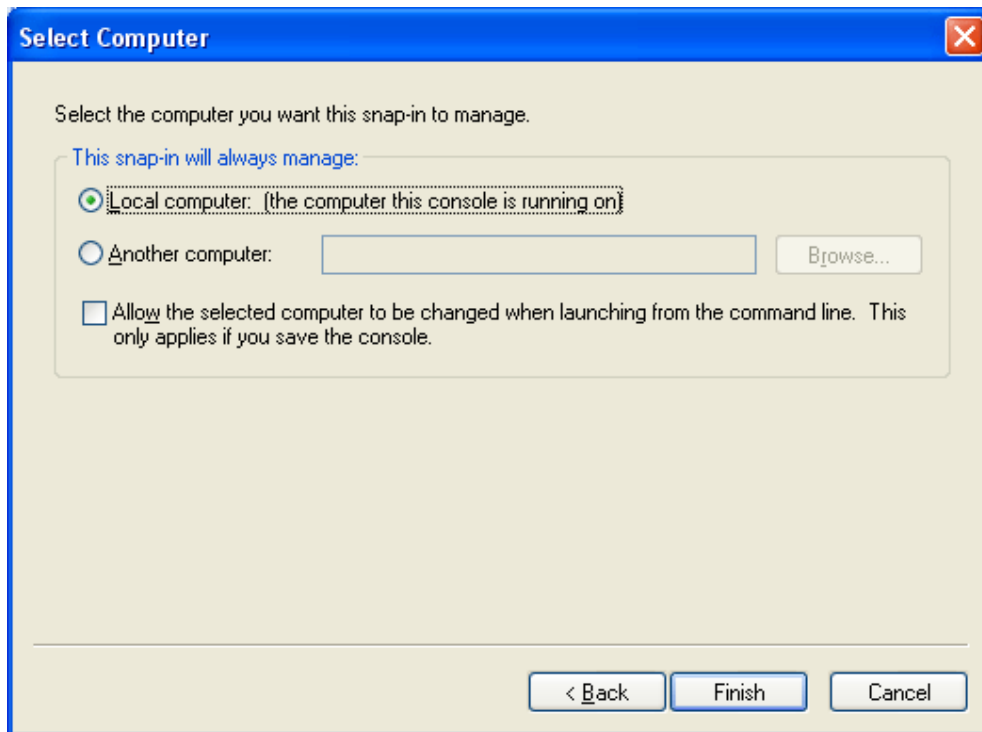 Select Computer
Select the computer you want this snap-in to manage.
This snap-in will always manage:
Local computer:  (the computer this console is running on)
Another computer:
Browse...
Allow the selected computer to be changed when launching from the command line.  This
only applies if you save the console.
< Back
Finish
Cancel